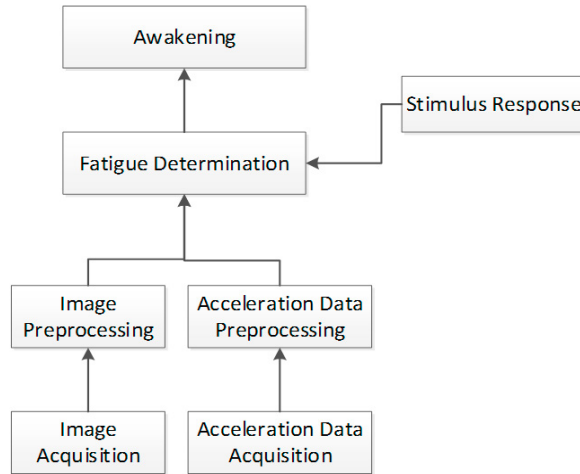 Awakening
Stimulus Response
Fatigue Determination
Image
Preprocessing
Acceleration Data
Preprocessing
Image
Acquisition
Acceleration Data
Acquisition